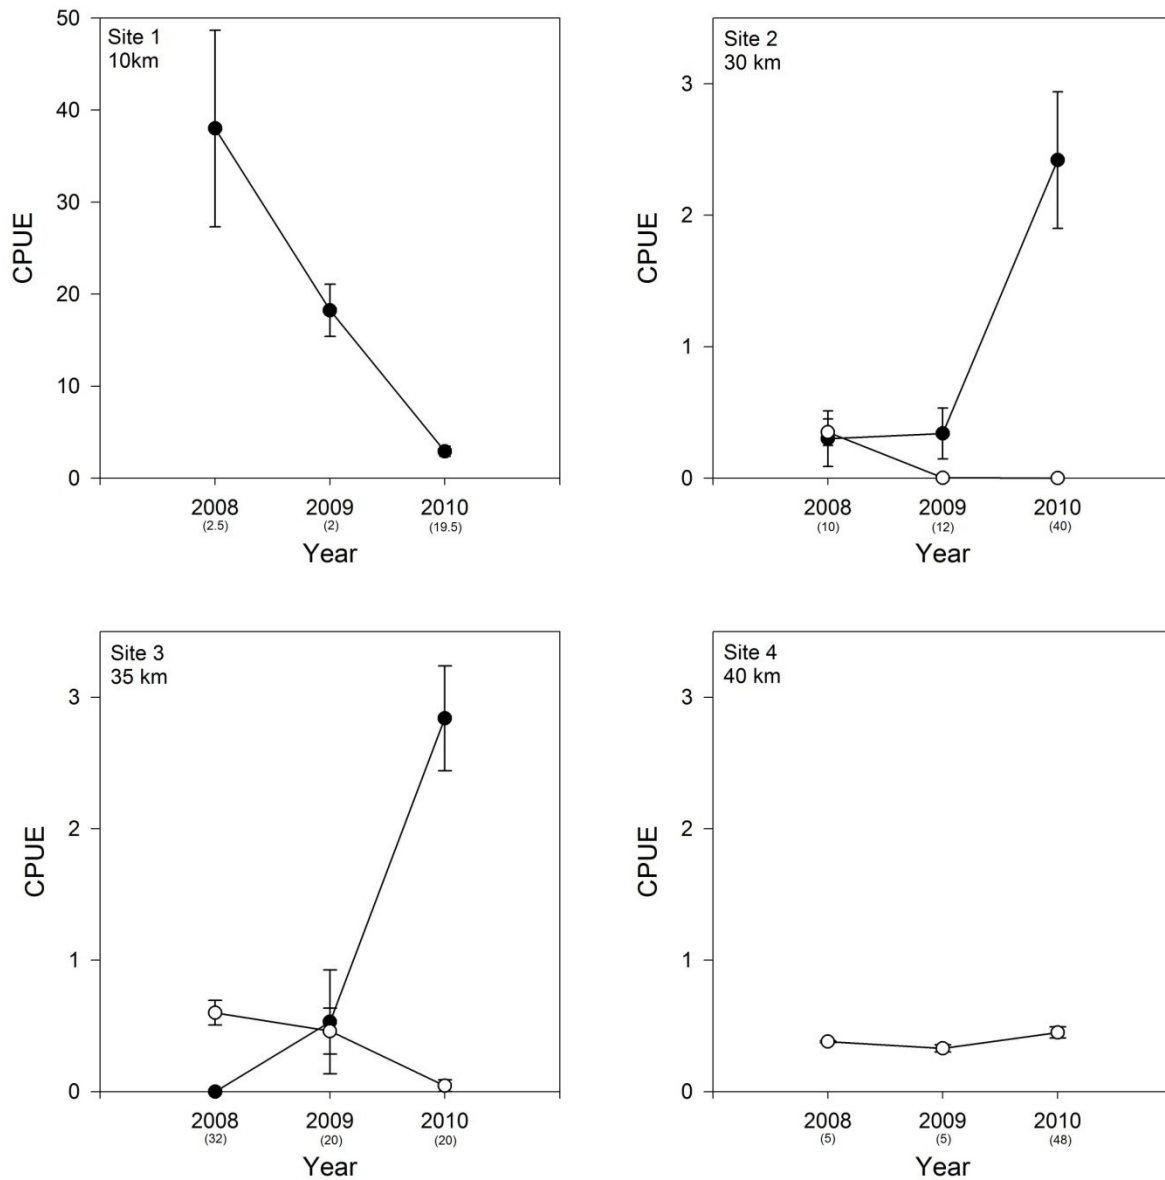 Site 1
10km
50
40
30
20
10
0
CPUE
2008 2009 2010
(2.5) (2) (19.5)
Year
Site 2
30 km
3
2
1
0
CPUE
2008 2009 2010
(10) (12) (40)
Year
Site 3
35 km
3
2
1
0
CPUE
2008 2009 2010
(32) (20) (20)
Year
Site 4
40 km
3
2
1
0
CPUE
2008 2009 2010
(5) (5) (48)
Year